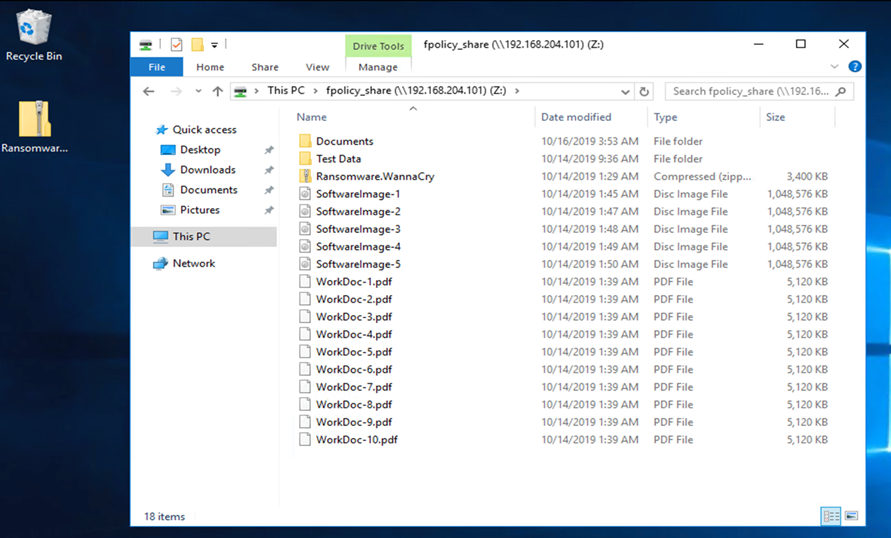 Recycle Bin
Ransomwar...
Drive Tools
fpolicy_share (\\192.168.204.101) (Z:)
File Home Share View Manage
This PC > fpolicy_share (\\192.168.204.101) (Z:) >
Search fpolicy_share (\\192.16...
Quick access
Desktop
Downloads
Documents
Pictures
This PC
Network
Name Date modified Type Size
Documents 10/16/2019 3:53 AM File folder
Test Data 10/14/2019 9:36 AM File folder
Ransomware.WannaCry 10/14/2019 1:29 AM Compressed (zipp... 3,400 KB
SoftwareImage-1 10/14/2019 1:45 AM Disc Image File 1,048,576 KB
SoftwareImage-2 10/14/2019 1:47 AM Disc Image File 1,048,576 KB
SoftwareImage-3 10/14/2019 1:48 AM Disc Image File 1,048,576 KB
SoftwareImage-4 10/14/2019 1:49 AM Disc Image File 1,048,576 KB
SoftwareImage-5 10/14/2019 1:50 AM Disc Image File 1,048,576 KB
WorkDoc-1.pdf 10/14/2019 1:39 AM PDF File 5,120 KB
WorkDoc-2.pdf 10/14/2019 1:39 AM PDF File 5,120 KB
WorkDoc-3.pdf 10/14/2019 1:39 AM PDF File 5,120 KB
WorkDoc-4.pdf 10/14/2019 1:39 AM PDF File 5,120 KB
WorkDoc-5.pdf 10/14/2019 1:39 AM PDF File 5,120 KB
WorkDoc-6.pdf 10/14/2019 1:39 AM PDF File 5,120 KB
WorkDoc-7.pdf 10/14/2019 1:39 AM PDF File 5,120 KB
WorkDoc-8.pdf 10/14/2019 1:39 AM PDF File 5,120 KB
WorkDoc-9.pdf 10/14/2019 1:39 AM PDF File 5,120 KB
WorkDoc-10.pdf 10/14/2019 1:39 AM PDF File 5,120 KB
18 items